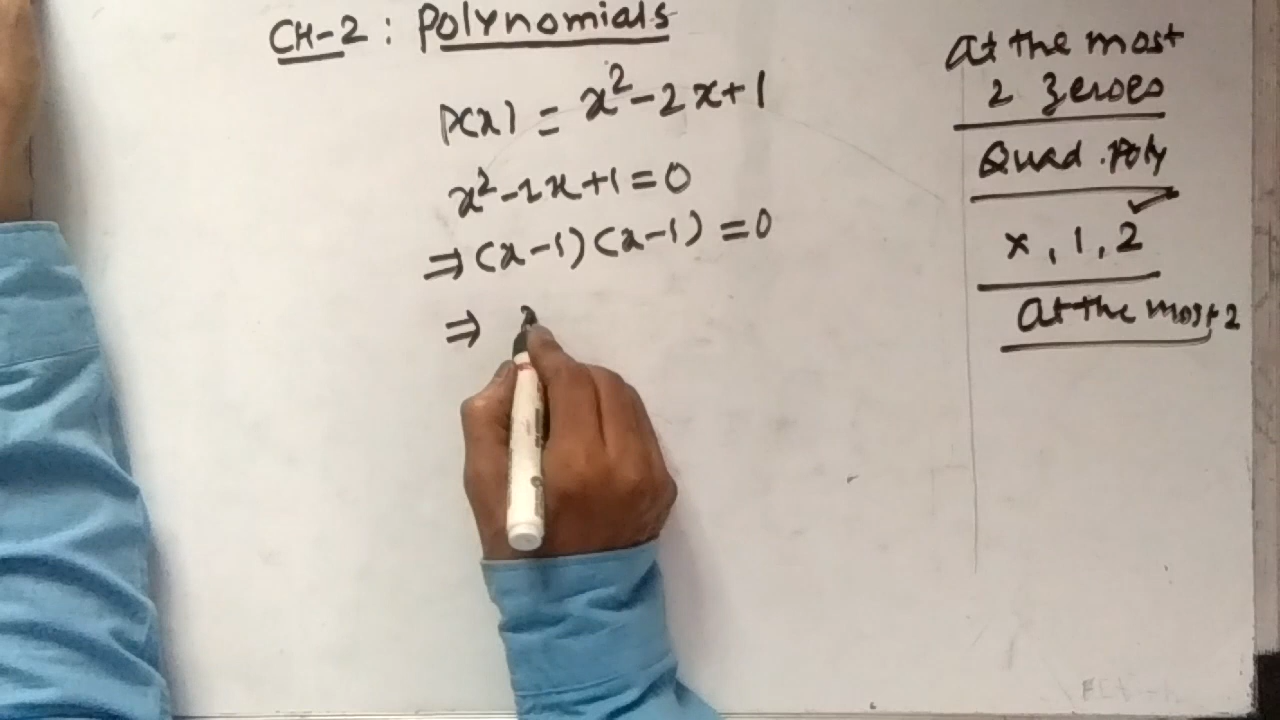 CH-2 : Polynomials
P(x) = x² - 2x + 1
x² - 2x + 1 = 0
⇒ (x - 1) (x - 1) = 0
⇒
at the most
2 zeroes
Quad. Poly
x, 1, 2
at the most 2